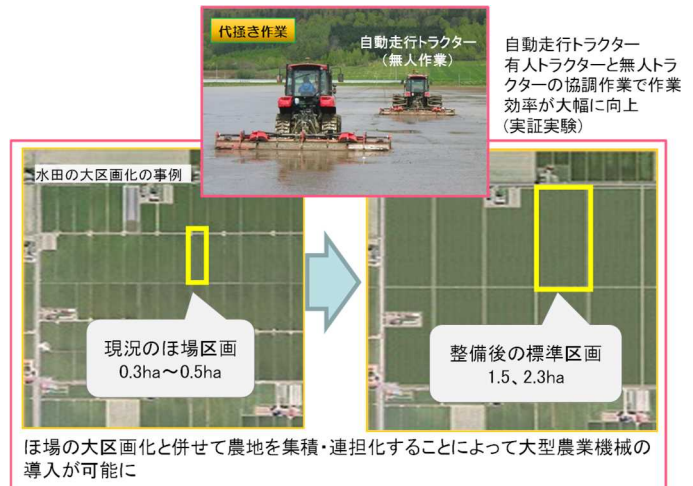 代掻き作業
自動走行トラクター
（無人作業）
自動走行トラクター
有人トラクターと無人トラ
クターの協調作業で作業
効率が大幅に向上
（実証実験）
水田の大区画化の事例
現況のほ場区画
0.3ha～0.5ha
整備後の標準区画
1.5、2.3ha
ほ場の大区画化と併せて農地を集積・連担化することによって大型農業機械の
導入が可能に